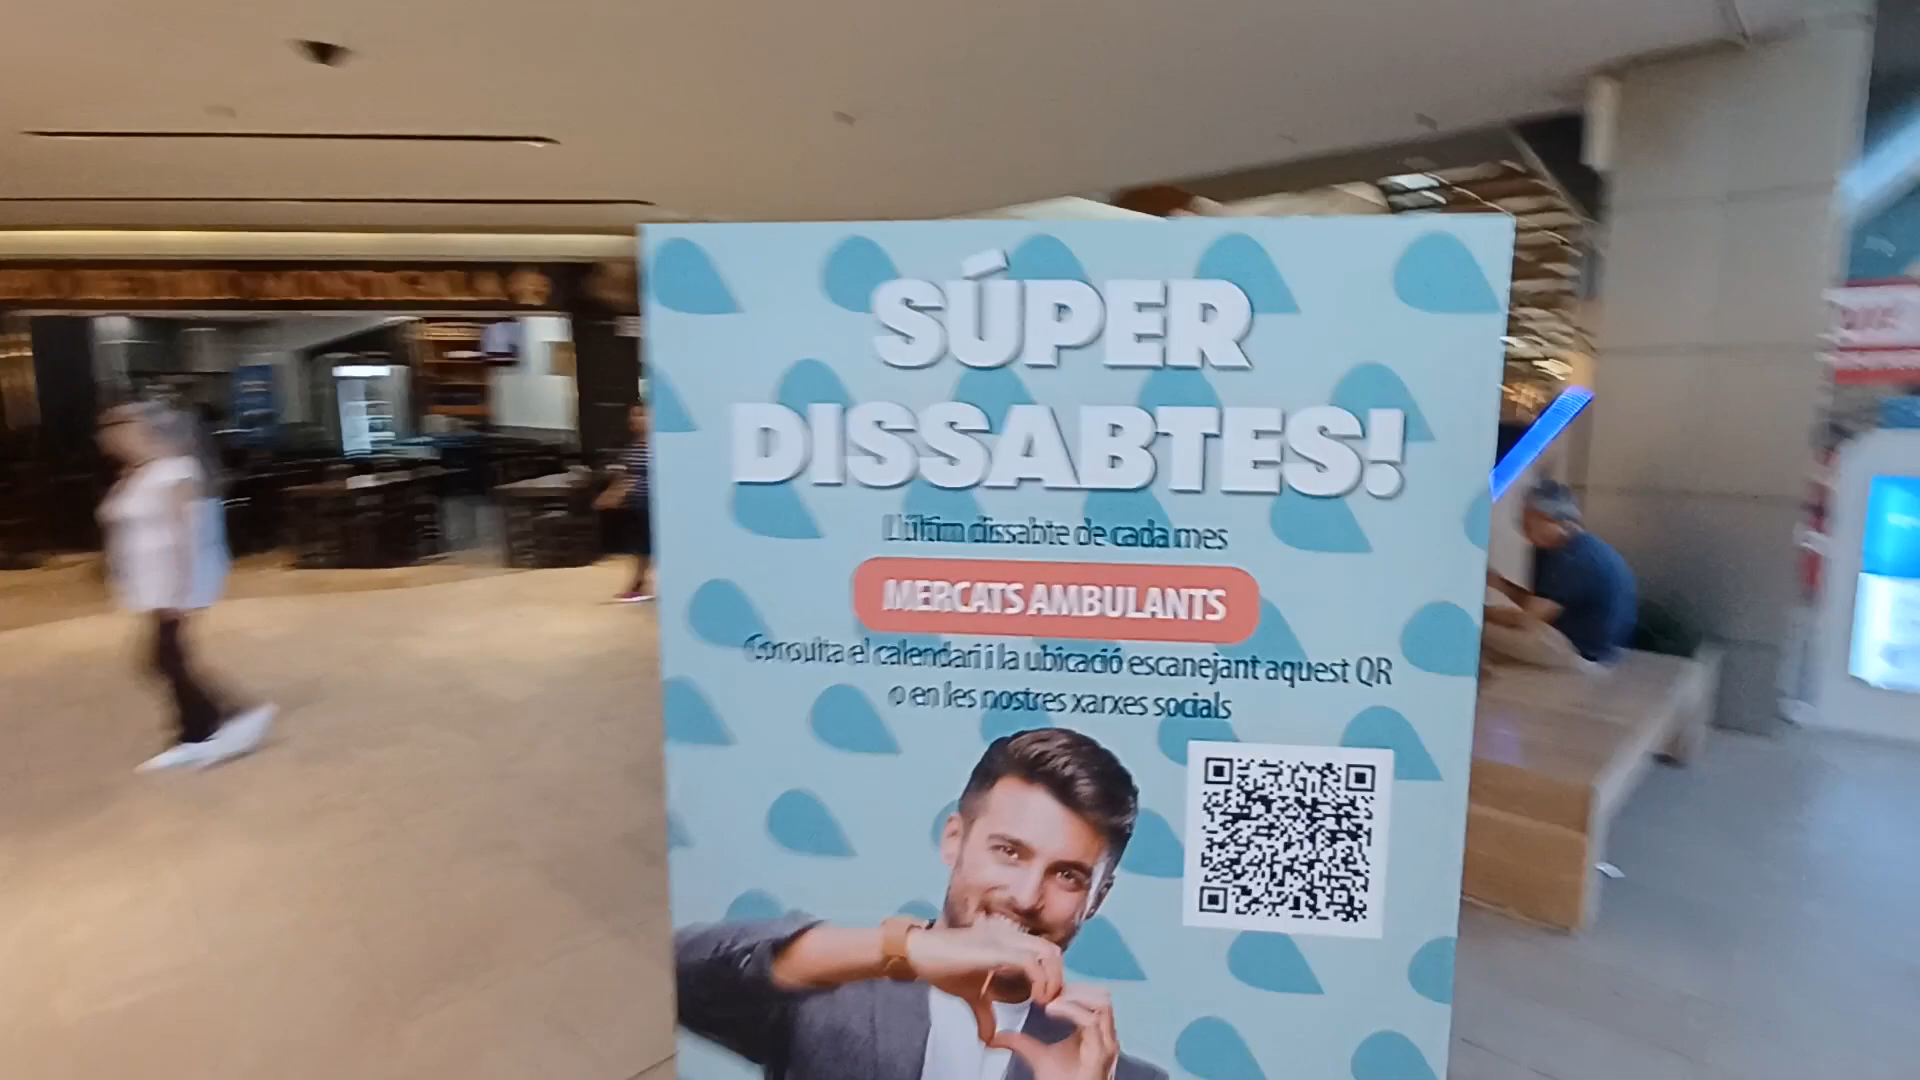 SÚPER
DISSABTES!
L'últim dissabte de cada mes
MERCATS AMBULANTS
Consulta el calendari i la ubicació escanejant aquest QR
o en les nostres xarxes socials